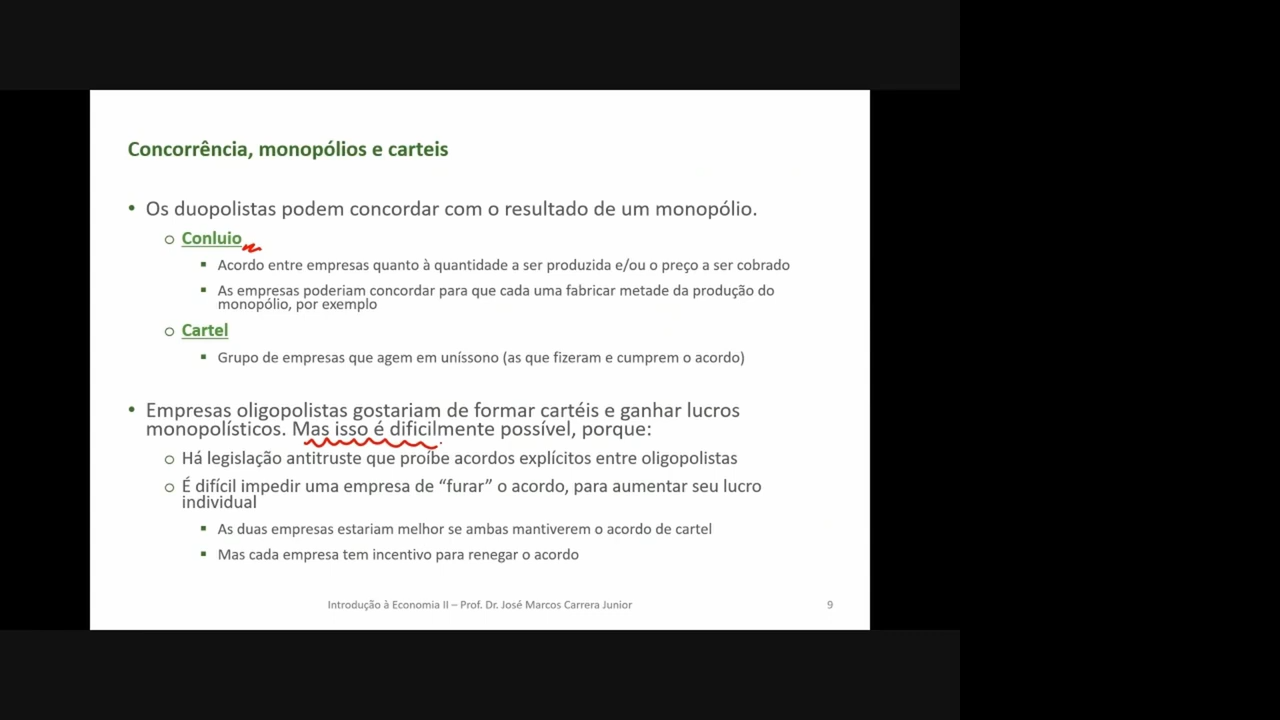 Concorrência, monopólios e carteis
• Os duopolistas podem concordar com o resultado de um monopólio.
o Conluio
▪ Acordo entre empresas quanto à quantidade a ser produzida e/ou o preço a ser cobrado
▪ As empresas poderiam concordar para que cada uma fabricar metade da produção do
monopólio, por exemplo
o Cartel
▪ Grupo de empresas que agem em uníssono (as que fizeram e cumprem o acordo)
• Empresas oligopolistas gostariam de formar cartéis e ganhar lucros
monopolísticos. Mas isso é dificilmente possível, porque:
o Há legislação antitruste que proíbe acordos explícitos entre oligopolistas
o É difícil impedir uma empresa de “furar” o acordo, para aumentar seu lucro
individual
▪ As duas empresas estariam melhor se ambas mantiverem o acordo de cartel
▪ Mas cada empresa tem incentivo para renegar o acordo
Introdução à Economia II – Prof. Dr. José Marcos Carrera Junior
9